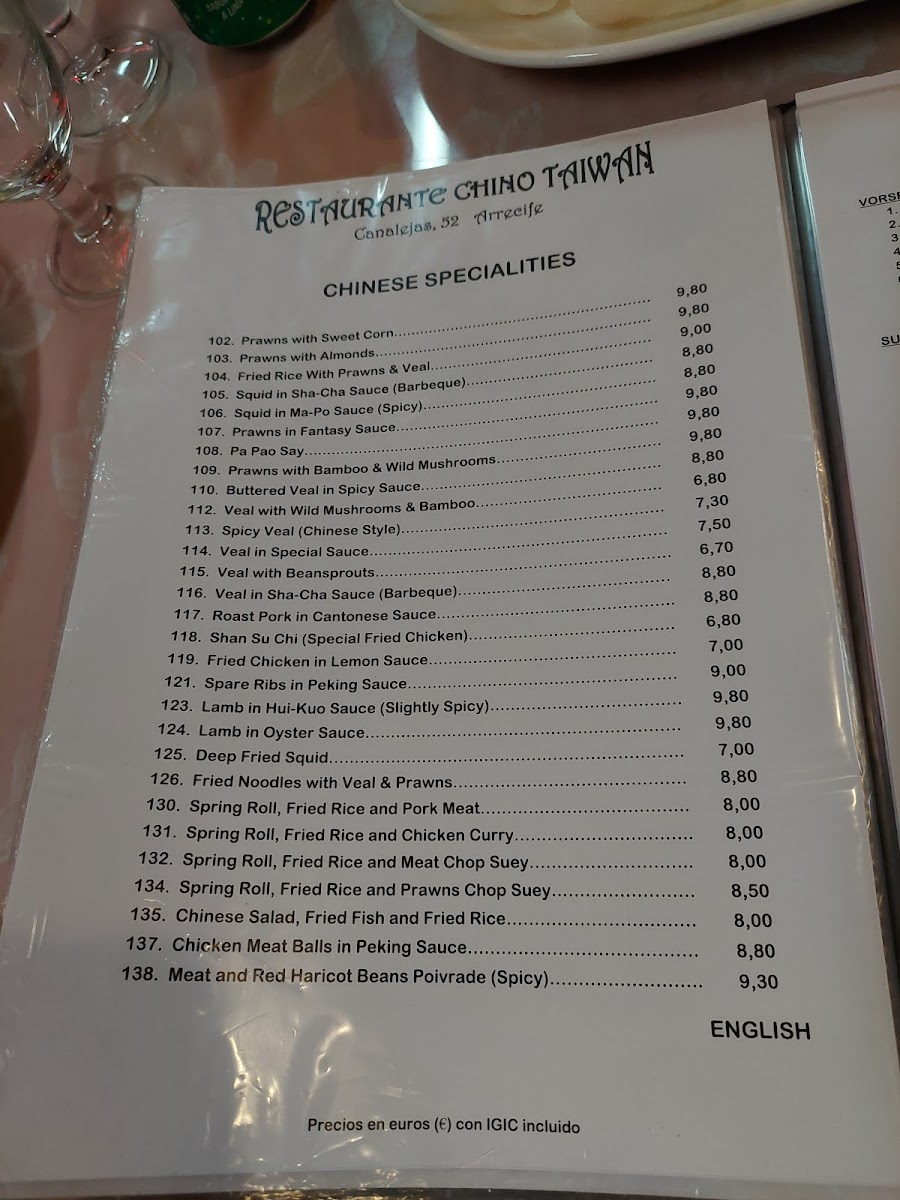 RESTAURANTE CHINO TAIWAN
Canalejas, 52 Arrecife
CHINESE SPECIALITIES
102. Prawns with Sweet Corn 9,80
103. Prawns with Almonds 9,80
104. Fried Rice With Prawns & Veal 9,00
105. Squid in Sha-Cha Sauce (Barbeque) 8,80
106. Squid in Ma-Po Sauce (Spicy) 8,80
107. Prawns in Fantasy Sauce 9,80
108. Pa Pao Say 9,80
109. Prawns with Bamboo & Wild Mushrooms 9,80
110. Buttered Veal in Spicy Sauce 8,80
112. Veal with Wild Mushrooms & Bamboo 6,80
113. Spicy Veal (Chinese Style) 7,30
114. Veal in Special Sauce 7,50
115. Veal with Beansprouts 6,70
116. Veal in Sha-Cha Sauce (Barbeque) 8,80
117. Roast Pork in Cantonese Sauce 8,80
118. Shan Su Chi (Special Fried Chicken) 6,80
119. Fried Chicken in Lemon Sauce 7,00
121. Spare Ribs in Peking Sauce 9,00
123. Lamb in Hui-Kuo Sauce (Slightly Spicy) 9,80
124. Lamb in Oyster Sauce 9,80
125. Deep Fried Squid 7,00
126. Fried Noodles with Veal & Prawns 8,80
130. Spring Roll, Fried Rice and Pork Meat 8,00
131. Spring Roll, Fried Rice and Chicken Curry 8,00
132. Spring Roll, Fried Rice and Meat Chop Suey 8,00
134. Spring Roll, Fried Rice and Prawns Chop Suey 8,50
135. Chinese Salad, Fried Fish and Fried Rice 8,00
137. Chicken Meat Balls in Peking Sauce 8,80
138. Meat and Red Haricot Beans Poivrade (Spicy) 9,30
ENGLISH
Precios en euros (€) con IGIC incluido
1.
2.
3